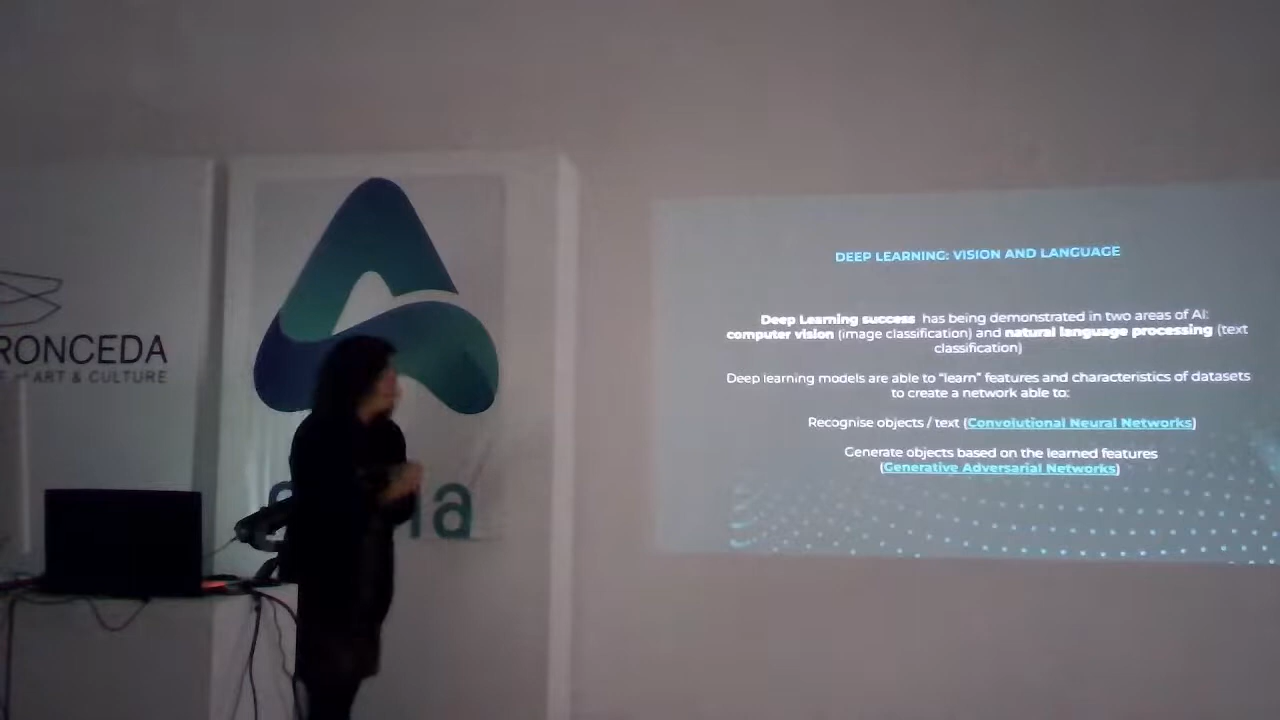 RONCEDA
ART & CULTURE
a
DEEP LEARNING: VISION AND LANGUAGE
Deep Learning success has being demonstrated in two areas of AI:
computer vision (image classification) and natural language processing (text
classification)
Deep learning models are able to "learn" features and characteristics of datasets
to create a network able to:
Recognise objects / text (Convolutional Neural Networks)
Generate objects based on the learned features
(Generative Adversarial Networks)